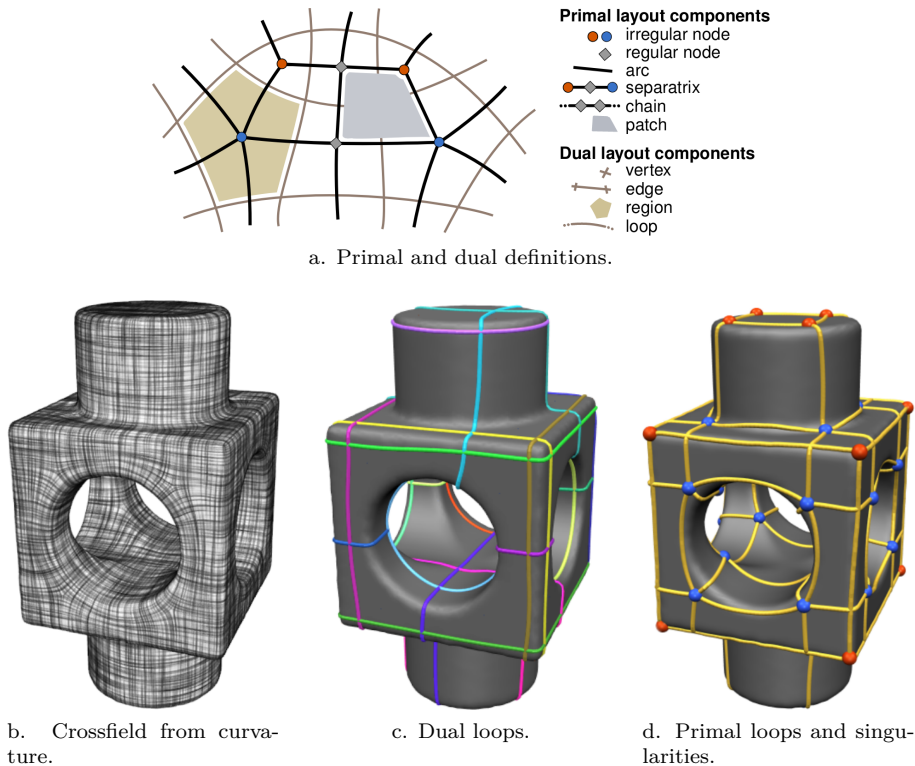 Primal layout components
irregular node
regular node
arc
separatrix
chain
patch
Dual layout components
vertex
edge
region
loop
a. Primal and dual definitions.
b. Crossfield from curva-
ture.
c. Dual loops.
d. Primal loops and singu-
larities.